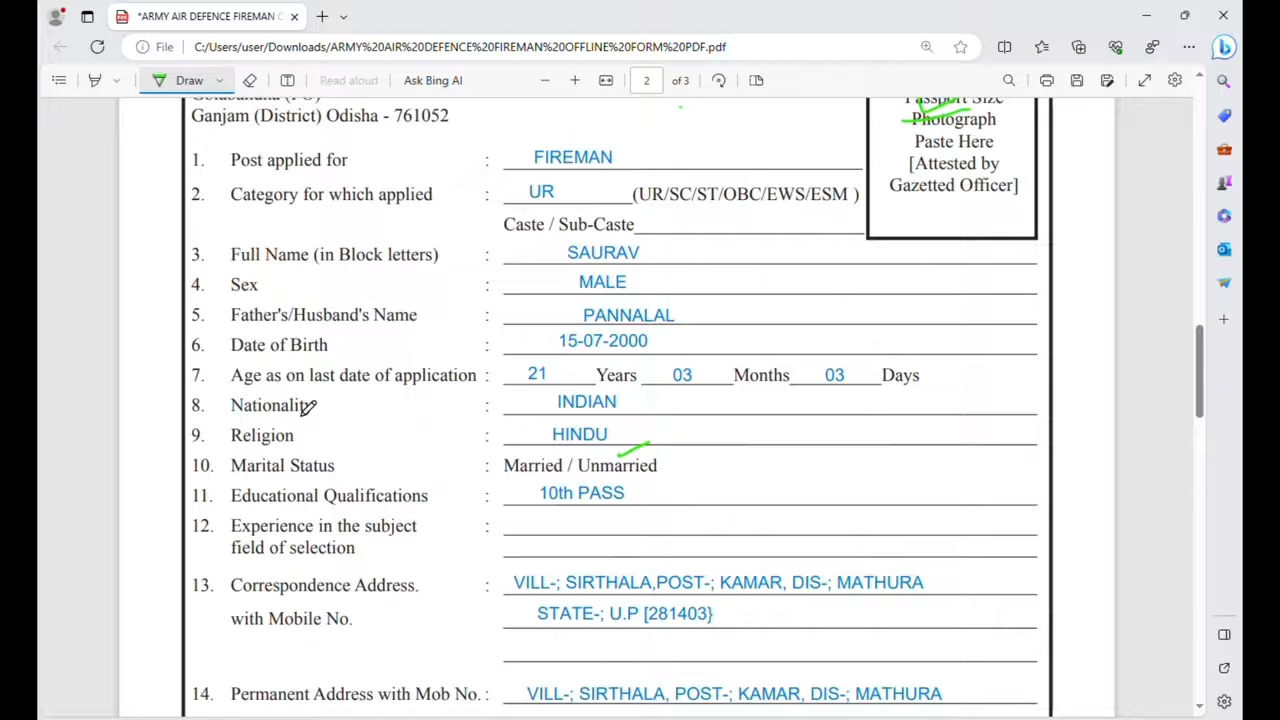 *ARMY AIR DEFENCE FIREMAN
File C:/Users/user/Downloads/ARMY%20AIR%20DEFENCE%20FIREMAN%20OFFLINE%20FORM%20PDF.pdf
Draw Read aloud Ask Bing AI 2 of 3
Ganjam (District) Odisha - 761052
Passport Size
Photograph
Paste Here
[Attested by
Gazetted Officer]
1. Post applied for : FIREMAN
2. Category for which applied : UR (UR/SC/ST/OBC/EWS/ESM )
Caste / Sub-Caste
3. Full Name (in Block letters) : SAURAV
4. Sex : MALE
5. Father's/Husband's Name : PANNALAL
6. Date of Birth : 15-07-2000
7. Age as on last date of application : 21 Years 03 Months 03 Days
8. Nationality : INDIAN
9. Religion : HINDU
10. Marital Status : Married / Unmarried
11. Educational Qualifications : 10th PASS
12. Experience in the subject :
field of selection
13. Correspondence Address. : VILL-; SIRTHALA,POST-; KAMAR, DIS-; MATHURA
with Mobile No. STATE-; U.P [281403}
14. Permanent Address with Mob No. : VILL-; SIRTHALA, POST-; KAMAR, DIS-; MATHURA